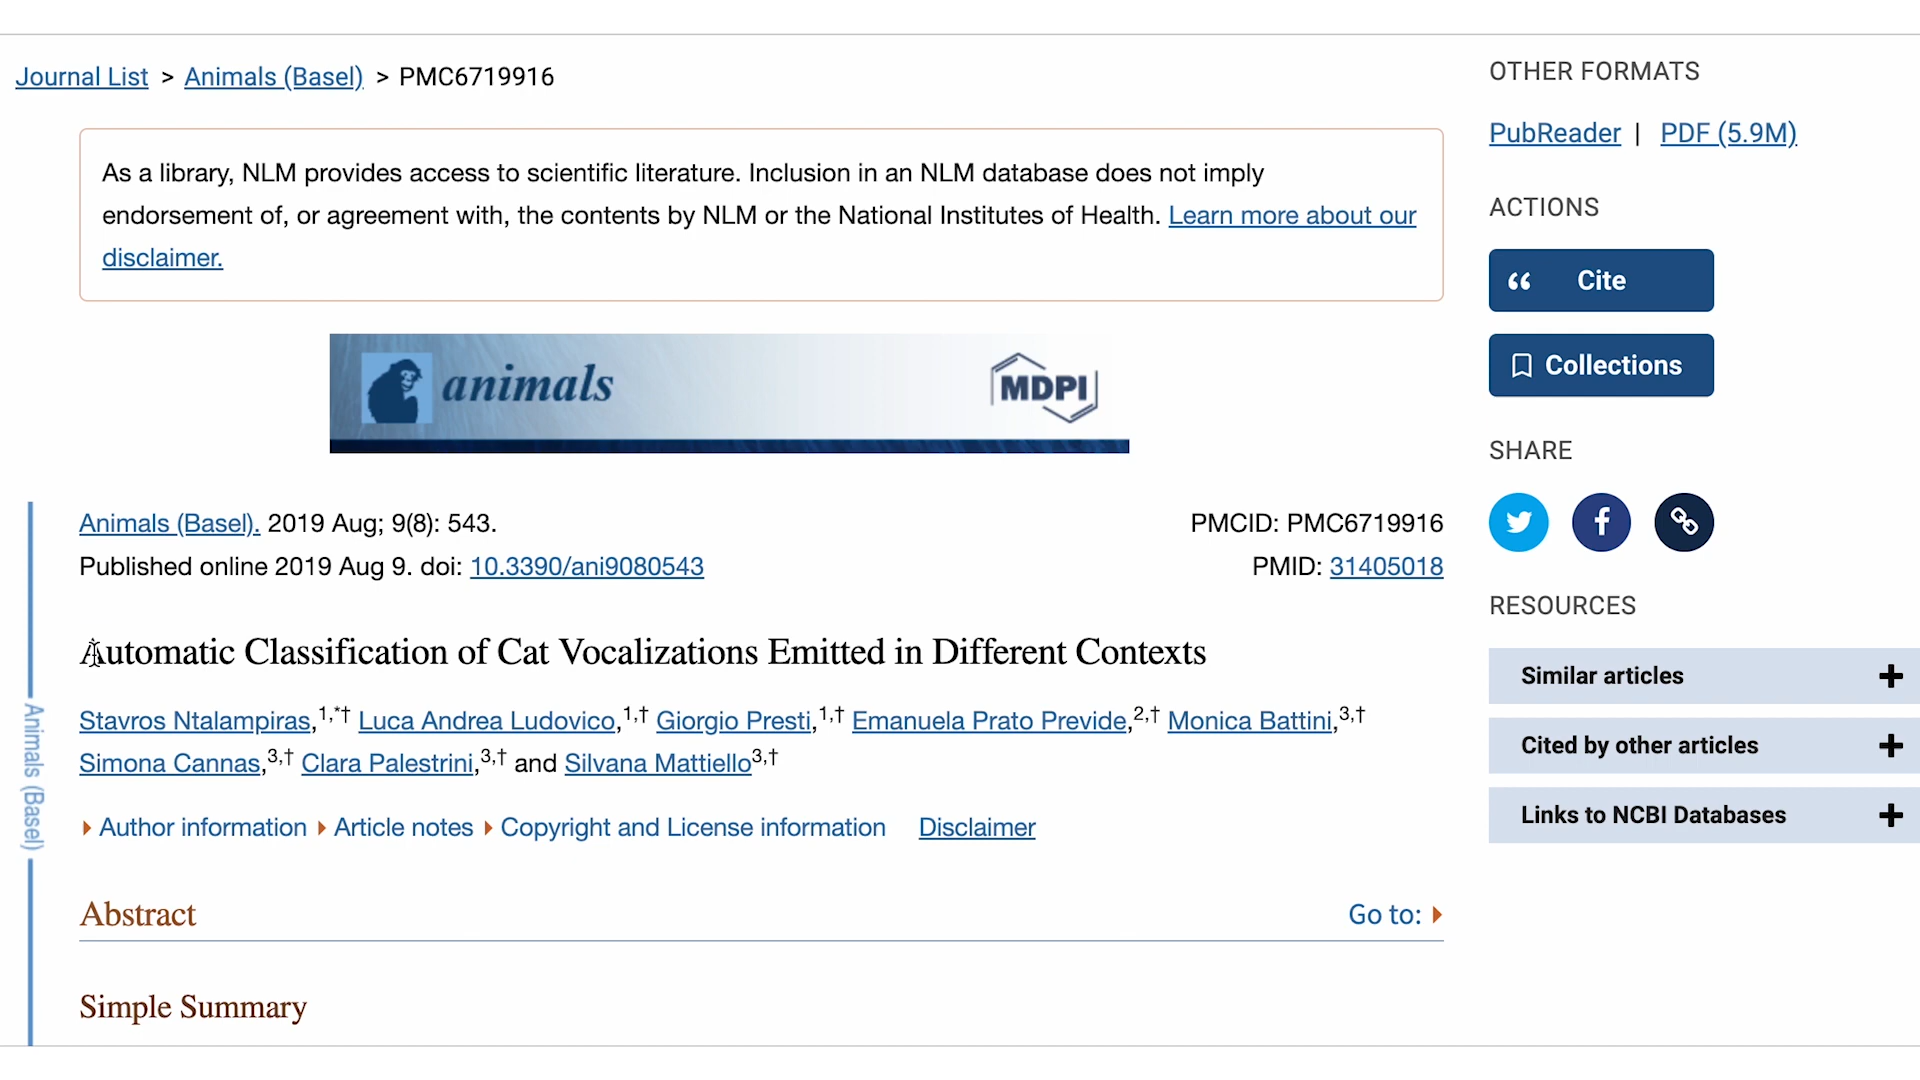 Journal List > Animals (Basel) > PMC6719916
As a library, NLM provides access to scientific literature. Inclusion in an NLM database does not imply
endorsement of, or agreement with, the contents by NLM or the National Institutes of Health. Learn more about our
disclaimer.
animals
MDPI
Animals (Basel). 2019 Aug; 9(8): 543.
PMCID: PMC6719916
Published online 2019 Aug 9. doi: 10.3390/ani9080543
PMID: 31405018
Automatic Classification of Cat Vocalizations Emitted in Different Contexts
Stavros Ntalampiras,1,*† Luca Andrea Ludovico,1,† Giorgio Presti,1,† Emanuela Prato Previde,2,† Monica Battini,3,†
Simona Cannas,3,† Clara Palestrini,3,† and Silvana Mattiello3,†
Author information Article notes Copyright and License information Disclaimer
Abstract
Go to:
Simple Summary
Animals (Basel)
OTHER FORMATS
PubReader | PDF (5.9M)
ACTIONS
Cite
Collections
SHARE
RESOURCES
Similar articles
Cited by other articles
Links to NCBI Databases